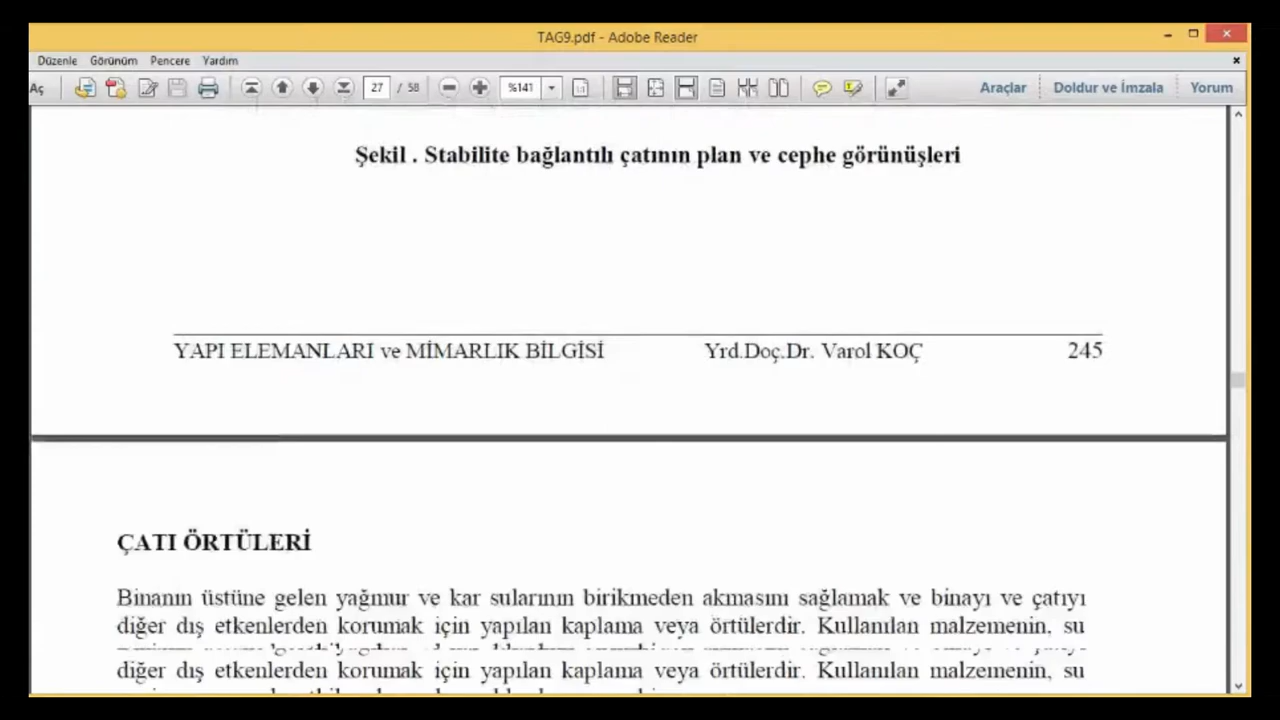 TAG9.pdf - Adobe Reader
Düzenle Görünüm Pencere Yardım
Aç 27 / 58 %141 Araçlar Doldur ve İmzala Yorum
Şekil . Stabilite bağlantılı çatının plan ve cephe görünüşleri
YAPI ELEMANLARI ve MİMARLIK BİLGİSİ Yrd.Doç.Dr. Varol KOÇ 245
ÇATI ÖRTÜLERİ
Binanın üstüne gelen yağmur ve kar sularının birikmeden akmasını sağlamak ve binayı ve çatıyı
diğer dış etkenlerden korumak için yapılan kaplama veya örtülerdir. Kullanılan malzemenin, su
diğer dış etkenlerden korumak için yapılan kaplama veya örtülerdir. Kullanılan malzemenin, su